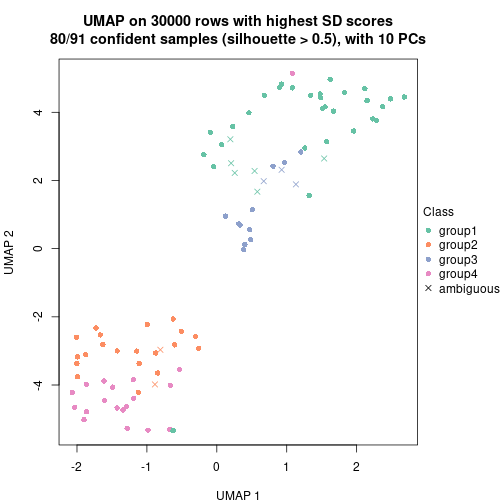 UMAP on 30000 rows with highest SD scores
80/91 confident samples (silhouette > 0.5), with 10 PCs
UMAP 2
4
2
0
-2
-4
-2
-1
0
1
2
UMAP 1
Class
group1
group2
group3
group4
ambiguous